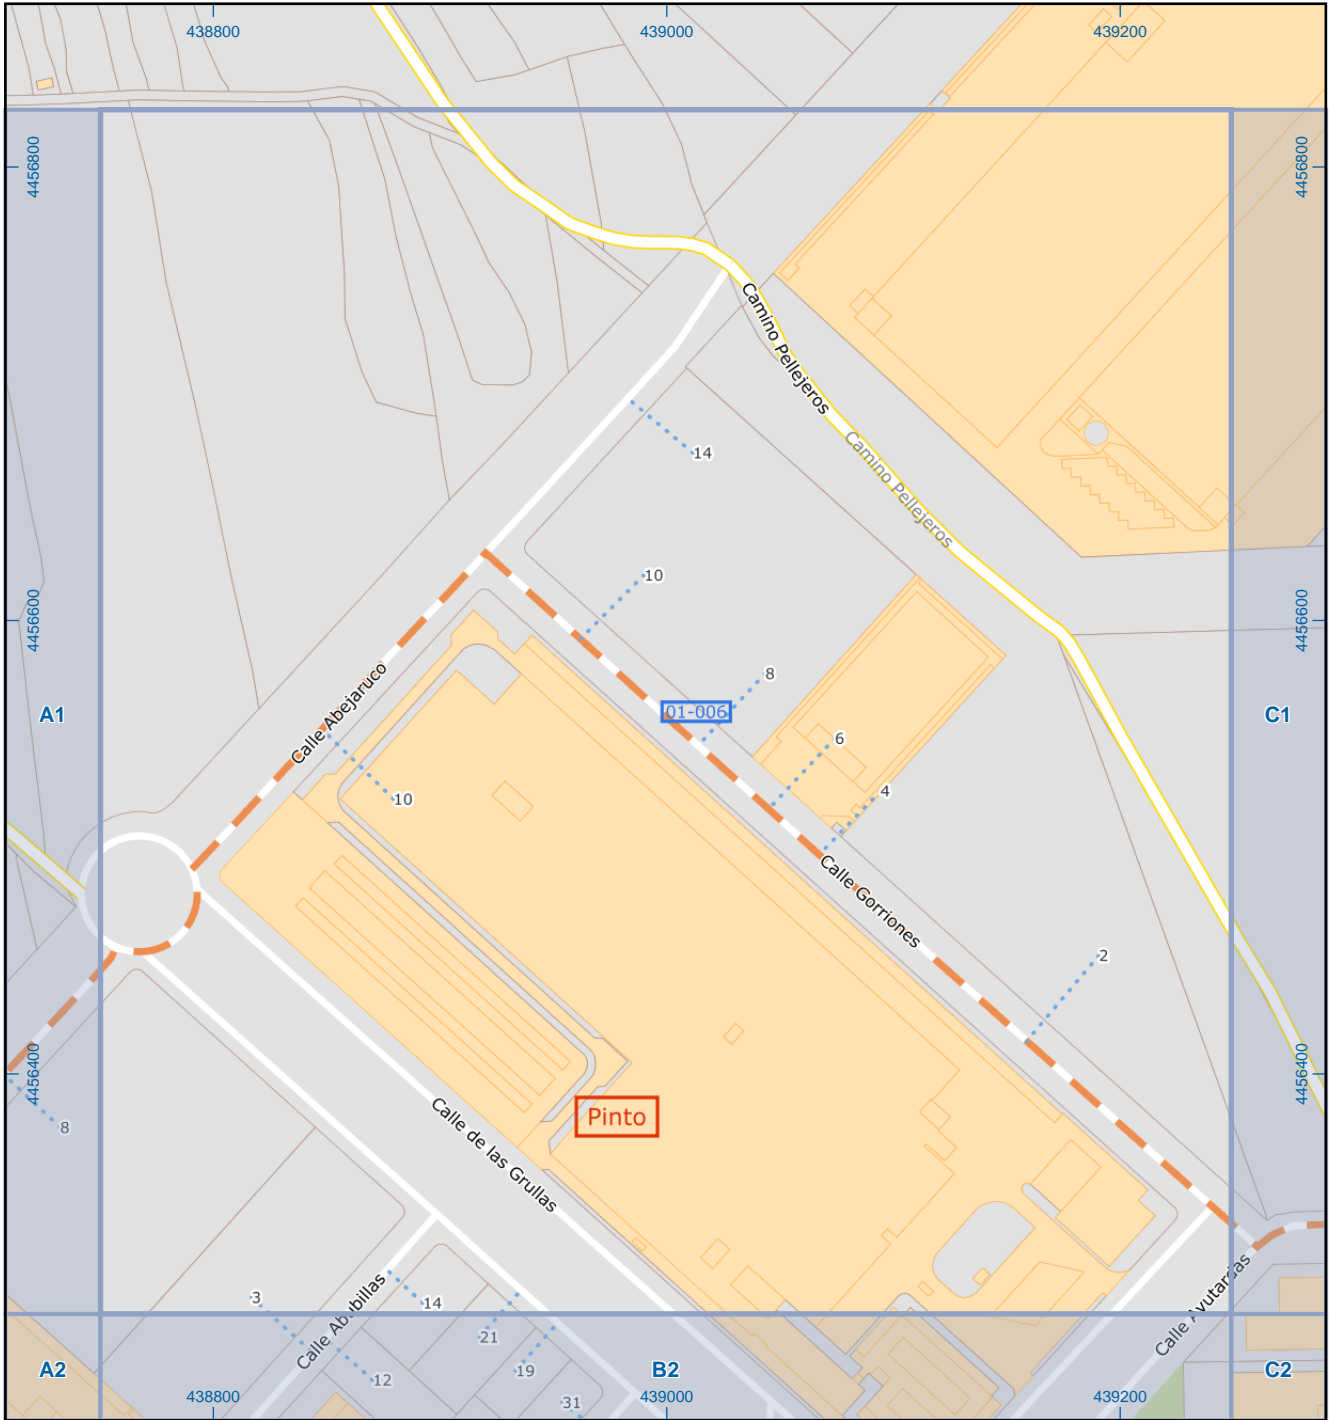 438800
439000
439200
4456800
4456800
Camino Pellejeros
14
Camino Pellejeros
10
4456600
4456600
8
Calle Abejaruco
A1
01-006
C1
6
10
4
Calle Gorriones
2
4456400
4456400
8
Pinto
Calle de las Grullas
3
14
Calle Abubillas
21
Calle Avutardas
A2
12
19
B2
C2
31
438800
439000
439200